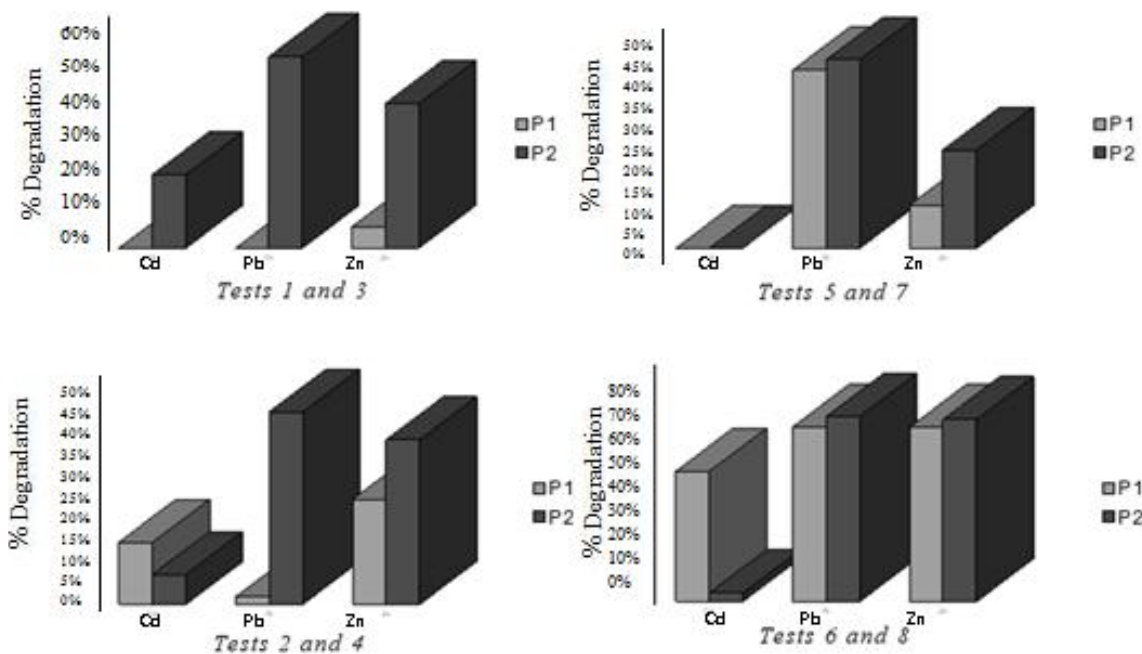 % Degradation
60%
50%
40%
30%
20%
10%
0%
Cd Pb Zn
P1
P2
Tests 1 and 3
% Degradation
50%
45%
40%
35%
30%
25%
20%
15%
10%
5%
0%
Cd Pb Zn
P1
P2
Tests 5 and 7
% Degradation
50%
45%
40%
35%
30%
25%
20%
15%
10%
5%
0%
Cd Pb Zn
P1
P2
Tests 2 and 4
% Degradation
80%
70%
60%
50%
40%
30%
20%
10%
0%
Cd Pb Zn
P1
P2
Tests 6 and 8